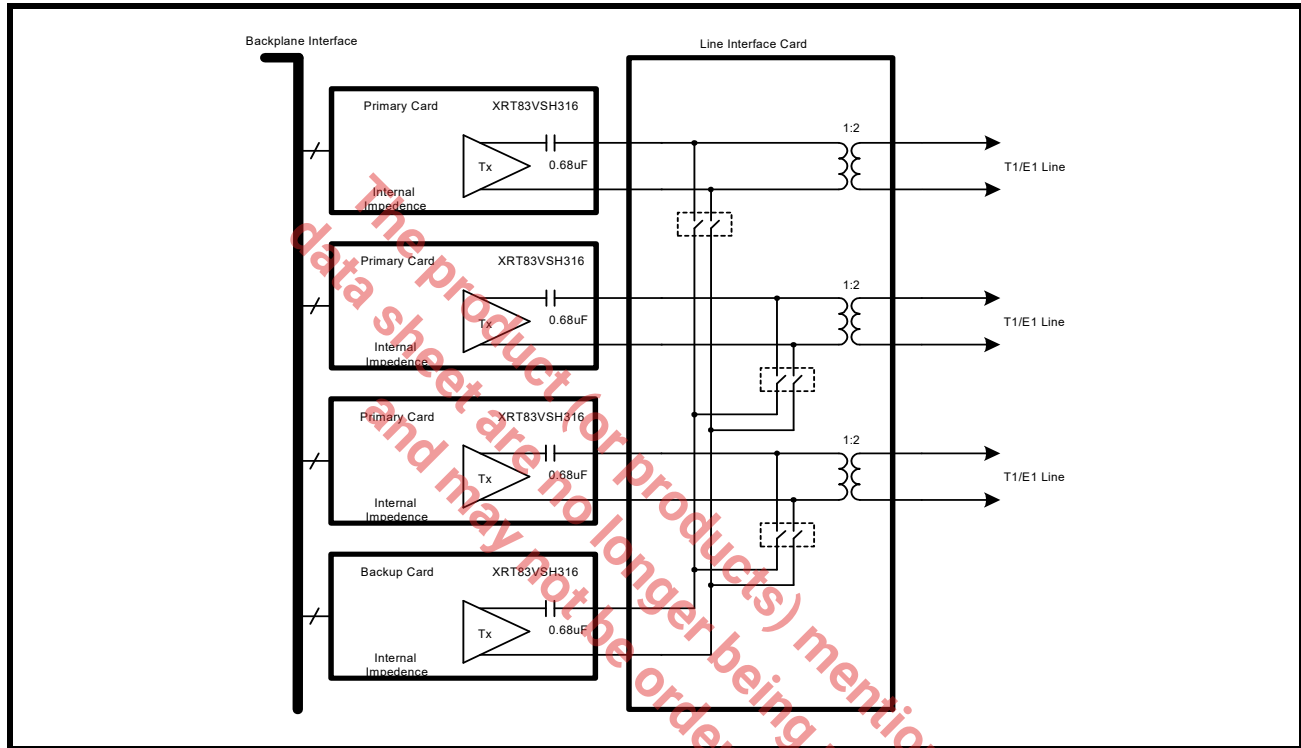 Backplane Interface
Line Interface Card
Primary Card XRT83VSH316
Tx
0.68uF
Internal
Impedence
1:2
T1/E1 Line
Primary Card XRT83VSH316
Tx
0.68uF
Internal
Impedence
1:2
T1/E1 Line
Primary Card XRT83VSH316
Tx
0.68uF
Internal
Impedence
1:2
T1/E1 Line
Backup Card XRT83VSH316
Tx
0.68uF
Internal
Impedence
The product (or products) mentio
data sheet are no longer being
and may not be orde